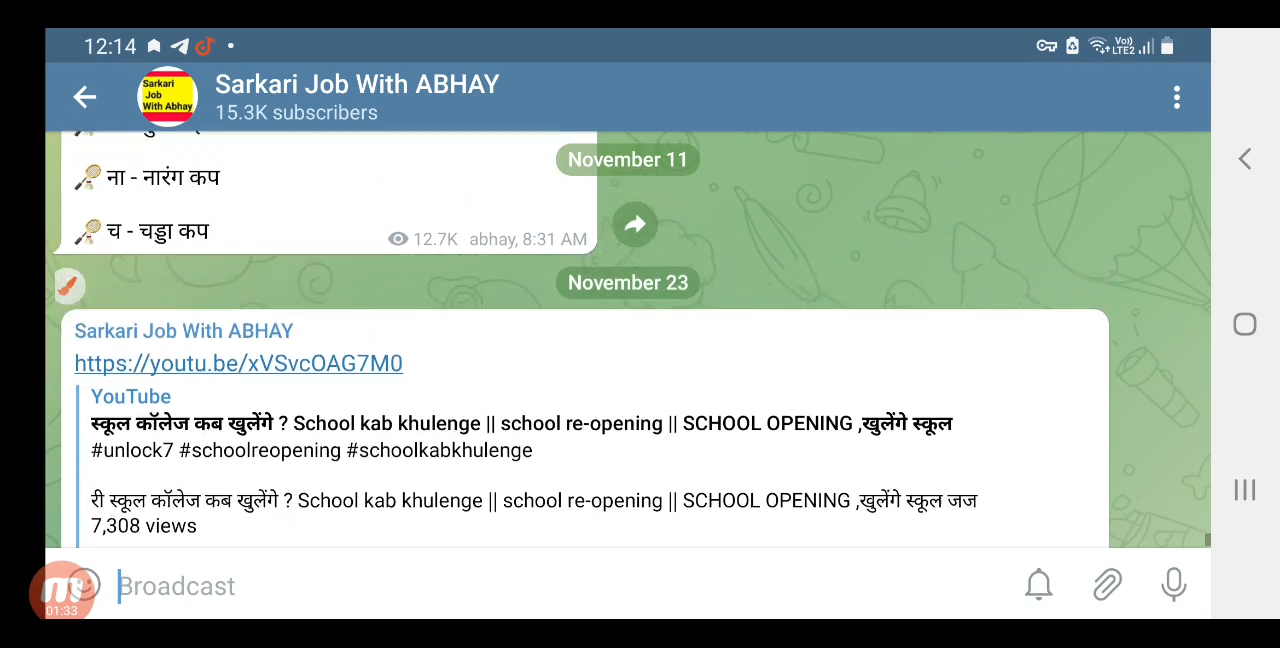 12:14
Vo))
LTE2
Sarkari
Job
With Abhay
Sarkari Job With ABHAY
15.3K subscribers
November 11
ना - नारंग कप
च - चड्डा कप
12.7K abhay, 8:31 AM
November 23
Sarkari Job With ABHAY
https://youtu.be/xVSvcOAG7M0
YouTube
स्कूल कॉलेज कब खुलेंगे ? School kab khulenge || school re-opening || SCHOOL OPENING ,खुलेंगे स्कूल
#unlock7 #schoolreopening #schoolkabkhulenge
री स्कूल कॉलेज कब खुलेंगे ? School kab khulenge || school re-opening || SCHOOL OPENING ,खुलेंगे स्कूल जज
7,308 views
Broadcast
01:33